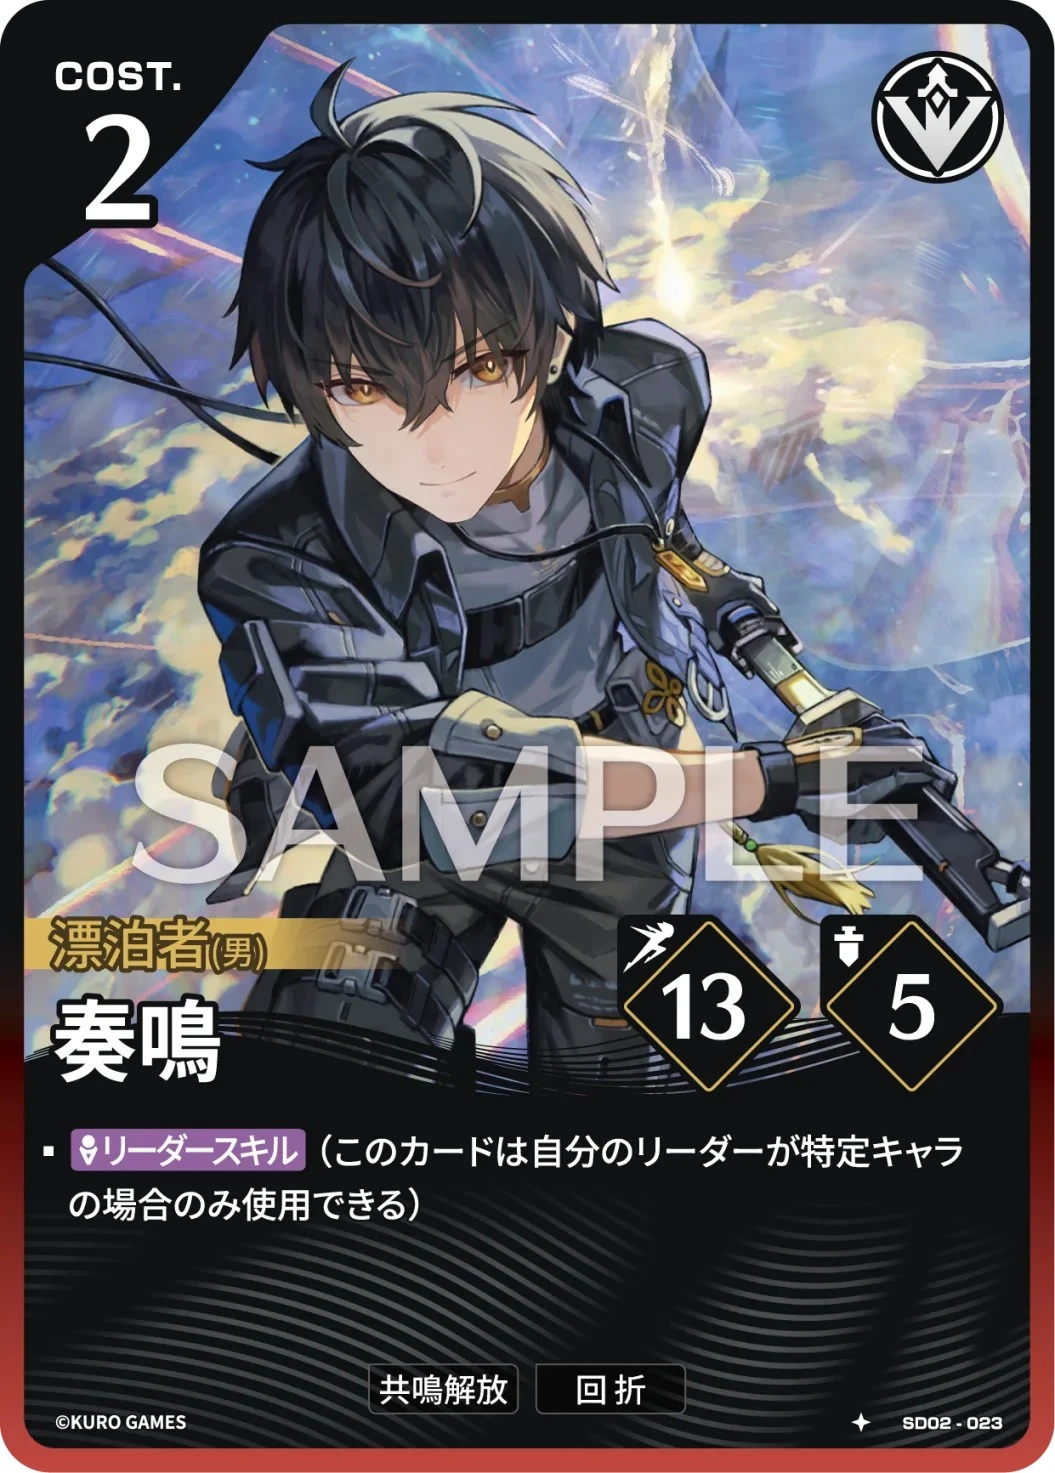 COST.
2
SAMPLE
漂泊者(男)
13
5
奏鳴
▪ リーダースキル（このカードは自分のリーダーが特定キャラ
の場合のみ使用できる）
共鳴解放
回折
©KURO GAMES
SD02 - 023